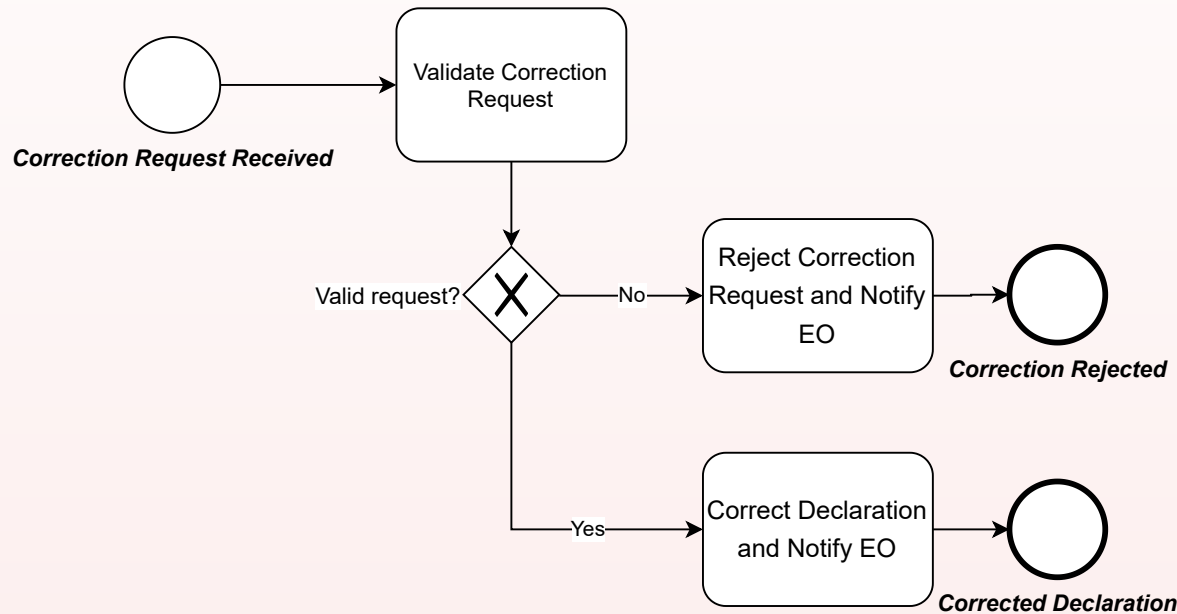 Validate Correction
Request
Correction Request Received
Valid request?
No
Reject Correction
Request and Notify
EO
Correction Rejected
Yes
Correct Declaration
and Notify EO
Corrected Declaration